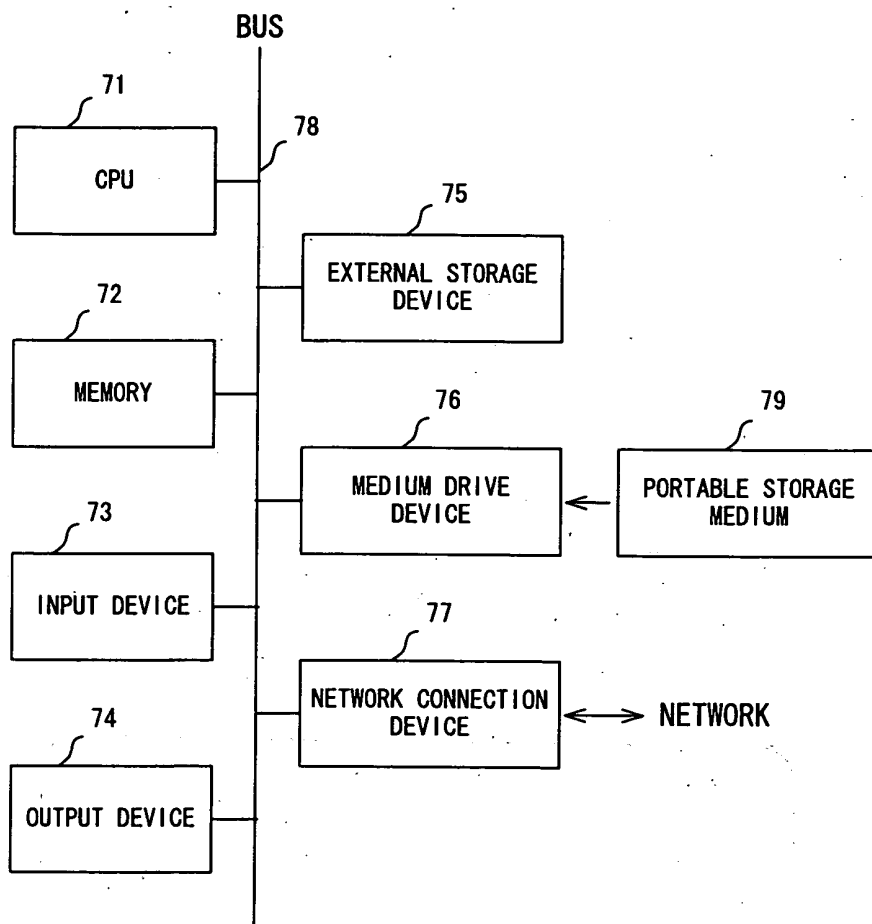 BUS
71
CPU
78
75
EXTERNAL STORAGE
DEVICE
72
MEMORY
76
MEDIUM DRIVE
DEVICE
79
PORTABLE STORAGE
MEDIUM
73
INPUT DEVICE
77
NETWORK CONNECTION
DEVICE
NETWORK
74
OUTPUT DEVICE